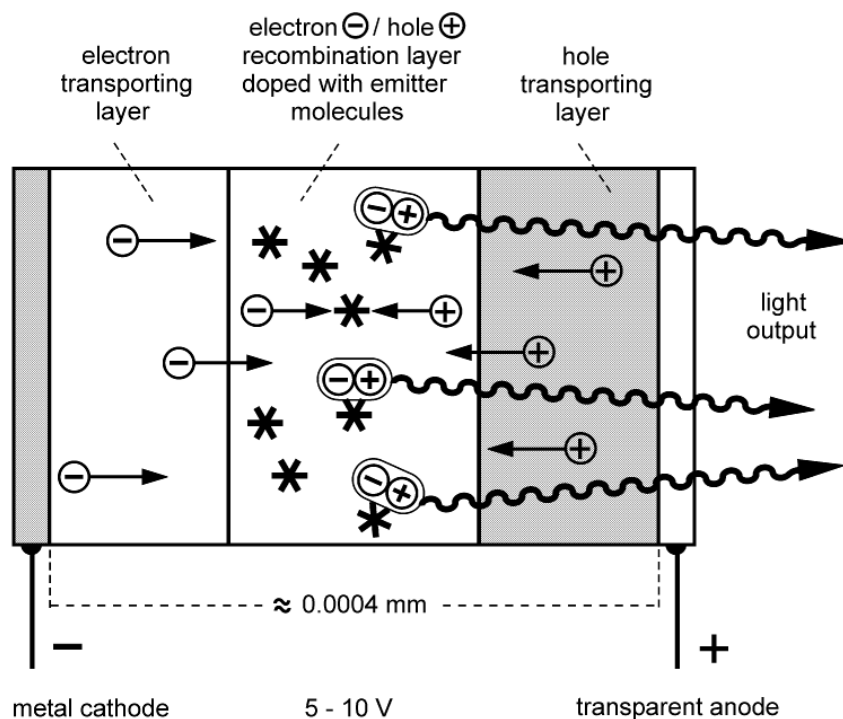 electron
transporting
layer
electron ⊖ / hole ⊕
recombination layer
doped with emitter
molecules
hole
transporting
layer
light
output
≈ 0.0004 mm
−
+
metal cathode
5 - 10 V
transparent anode